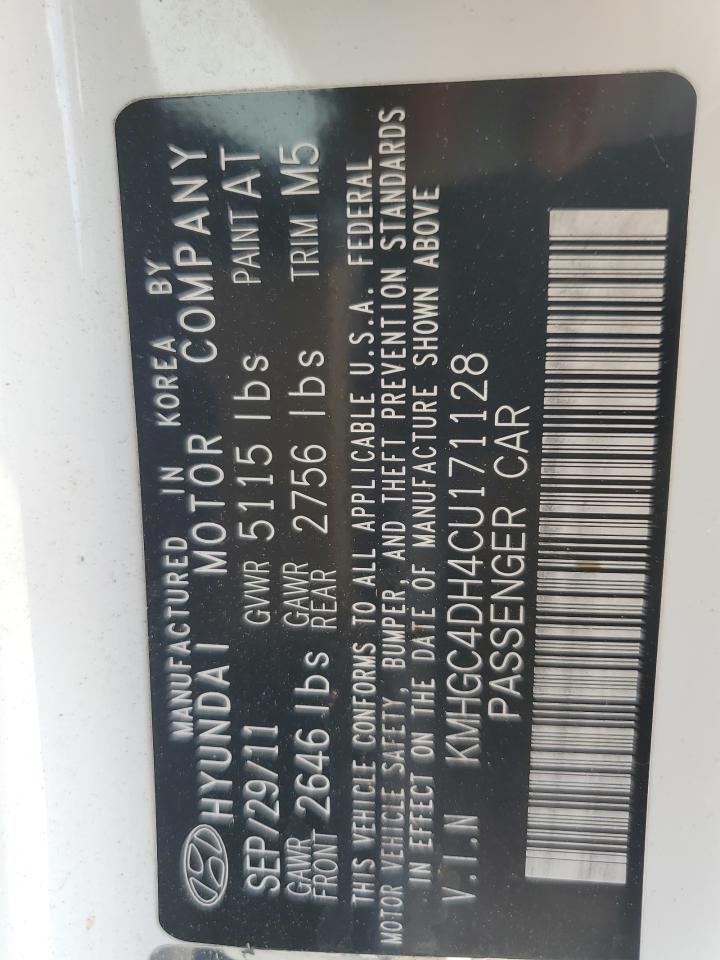 MANUFACTURED IN KOREA BY
HYUNDAI MOTOR COMPANY
SEP/29/11 GVWR 5115 lbs PAINT AT
GAWR FRONT 2646 lbs GAWR REAR 2756 lbs TRIM M5
THIS VEHICLE CONFORMS TO ALL APPLICABLE U.S.A. FEDERAL
MOTOR VEHICLE SAFETY, BUMPER, AND THEFT PREVENTION STANDARDS
IN EFFECT ON THE DATE OF MANUFACTURE SHOWN ABOVE
V.I.N KMHGC4DH4CU171128
PASSENGER CAR